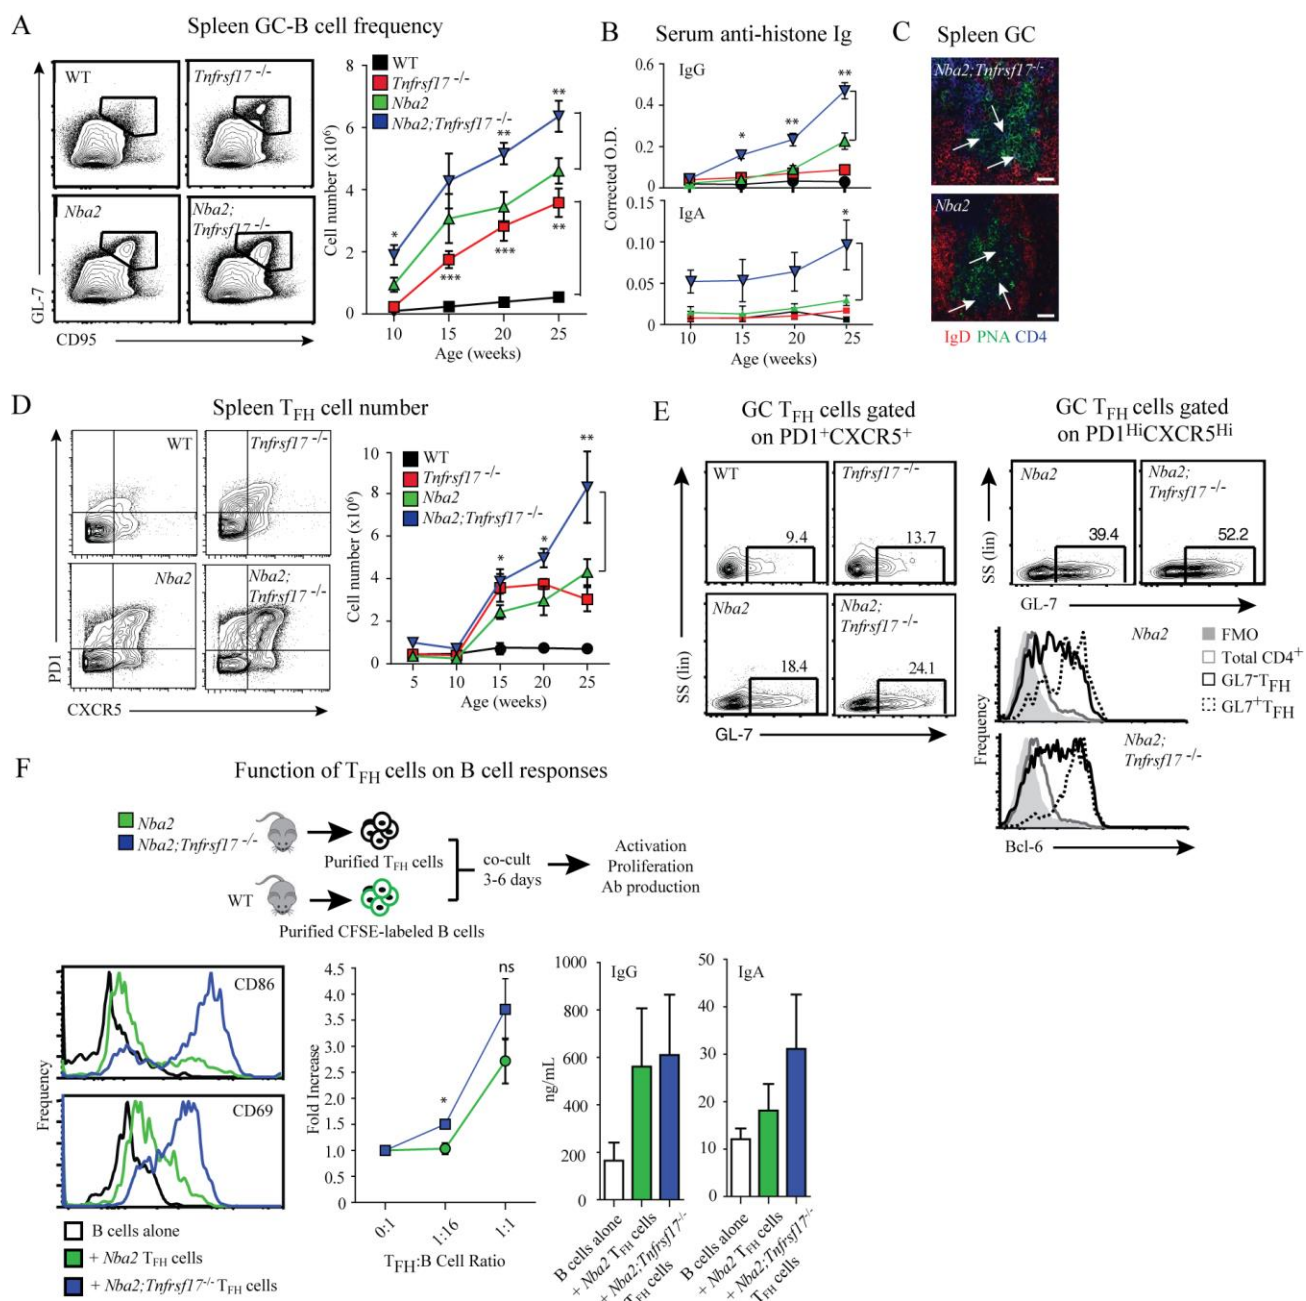 A
Spleen GC-B cell frequency
WT
Tnfrsf17 -/-
Nba2
Nba2;
Tnfrsf17 -/-
GL-7
CD95
8
6
4
2
0
Cell number (x10⁶)
WT
Tnfrsf17 -/-
Nba2
Nba2;Tnfrsf17 -/-
*
***
**
***
**
**
10 15 20 25
Age (weeks)
B
Serum anti-histone Ig
IgG
0.6
0.4
0.2
0
* ** **
10 15 20 25
Corrected O.D.
IgA
0.15
0.10
0.05
0
*
10 15 20 25
Age (weeks)
C
Spleen GC
Nba2;Tnfrsf17-/-
Nba2
IgD PNA CD4
D
Spleen TFH cell number
WT
Tnfrsf17 -/-
Nba2
Nba2;
Tnfrsf17 -/-
PD1
CXCR5
10
8
6
4
2
0
Cell number (x10⁶)
WT
Tnfrsf17 -/-
Nba2
Nba2;Tnfrsf17 -/-
* * **
5 10 15 20 25
Age (weeks)
E
GC TFH cells gated
on PD1+CXCR5+
WT
9.4
Tnfrsf17 -/-
13.7
Nba2
18.4
Nba2;
Tnfrsf17 -/-
24.1
SS (lin)
GL-7
GC TFH cells gated
on PD1HiCXCR5Hi
Nba2
39.4
Nba2;
Tnfrsf17 -/-
52.2
SS (lin)
GL-7
Nba2
FMO
Total CD4+
GL7-TFH
GL7+TFH
Nba2;
Tnfrsf17 -/-
Frequency
Bcl-6
F
Function of TFH cells on B cell responses
Nba2
Nba2;Tnfrsf17 -/-
Purified TFH cells
WT
Purified CFSE-labeled B cells
co-cult
3-6 days
Activation
Proliferation
Ab production
CD86
CD69
Frequency
B cells alone
+ Nba2 TFH cells
+ Nba2;Tnfrsf17-/- TFH cells
4.5
4.0
3.5
3.0
2.5
2.0
1.5
1.0
0.5
0
Fold Increase
*
ns
0:1
1:16
1:1
TFH:B Cell Ratio
IgG
1000
800
600
400
200
0
ng/mL
B cells alone
+ Nba2 TFH cells
+ Nba2;Tnfrsf17-/-
TFH cells
IgA
50
40
30
20
10
0
B cells alone
+ Nba2 TFH cells
+ Nba2;Tnfrsf17-/-
TFH cells